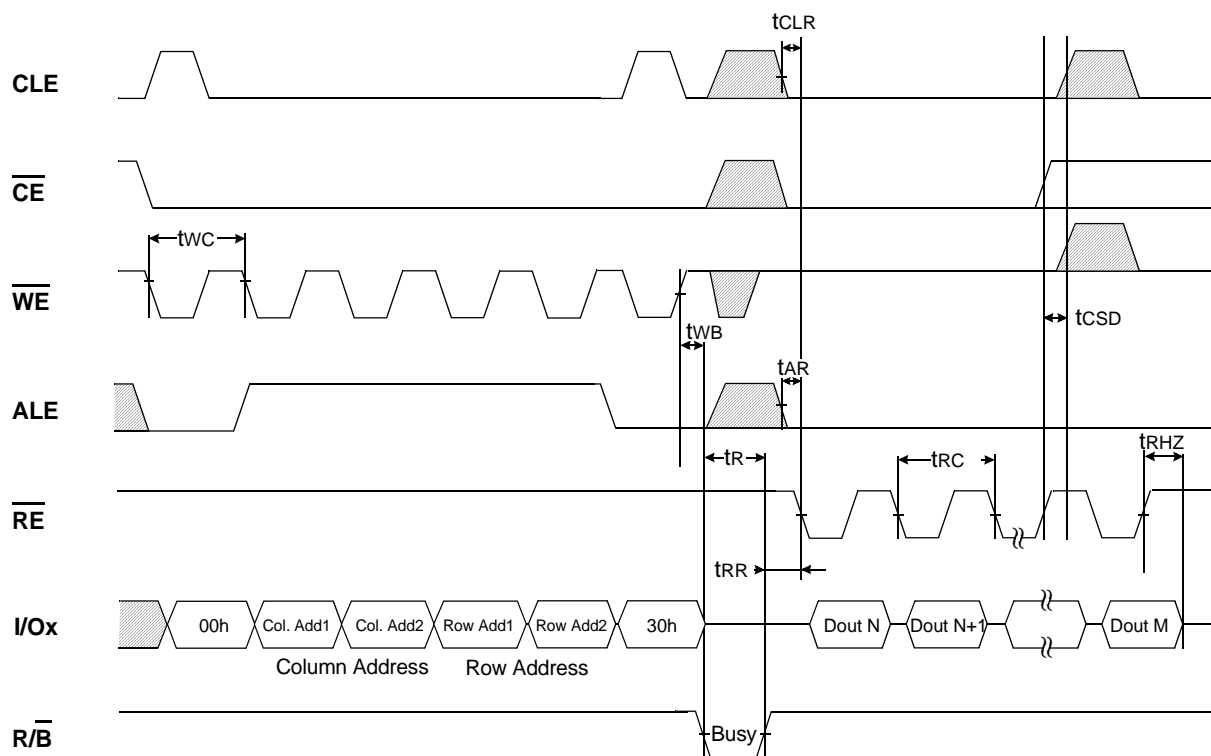 tCLR
CLE
CE
tWC
WE
tWB
tCSD
tAR
ALE
tR
tRC
tRHZ
RE
tRR
I/Ox
00h
Col. Add1
Col. Add2
Row Add1
Row Add2
30h
Dout N
Dout N+1
Dout M
Column Address
Row Address
R/B
Busy